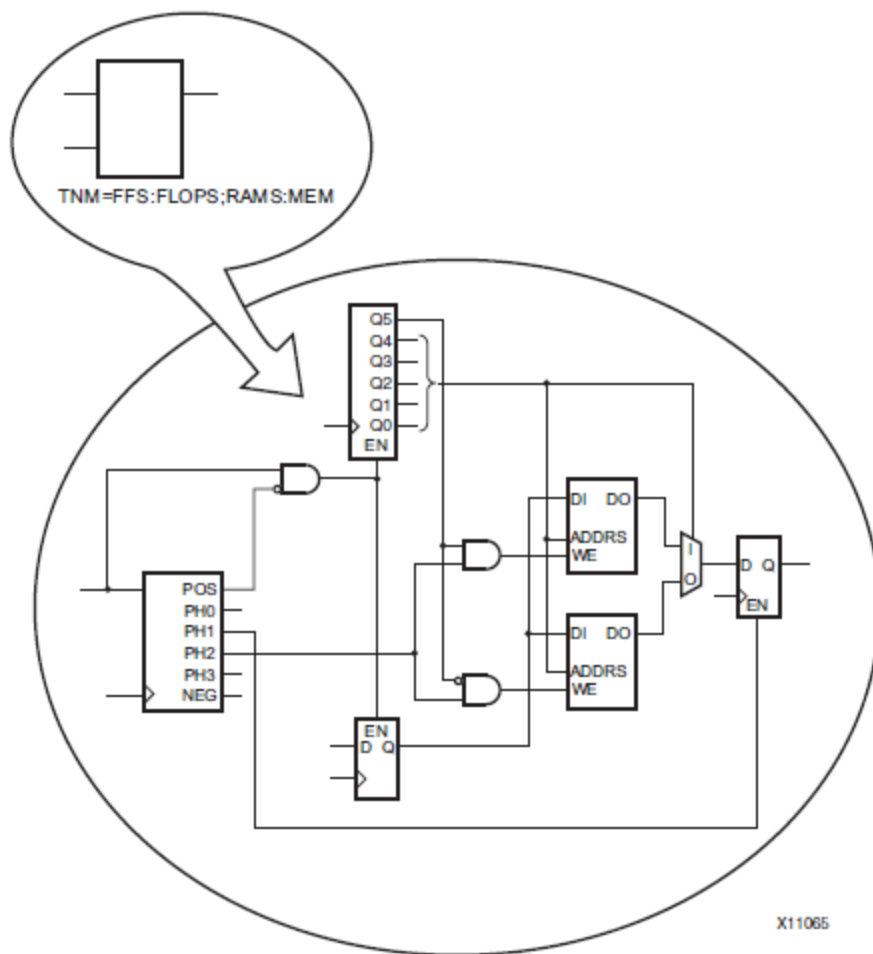 TNM=FFS:FLOPS;RAMS:MEM
Q5
Q4
Q3
Q2
Q1
Q0
EN
DI DO
ADDRS
WE
I
O
D Q
EN
POS
PH0
PH1
PH2
PH3
NEG
DI DO
ADDRS
WE
EN
D Q
X11065